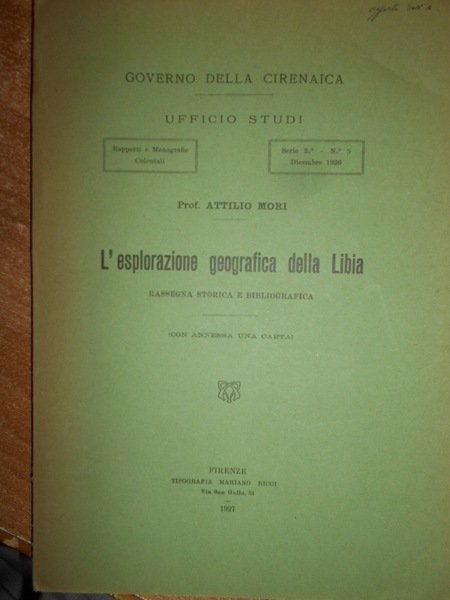 GOVERNO DELLA CIRENAICA
UFFICIO STUDI
Rapporti e Monografie
Coloniali
Serie 2.ª - N.° 5
Dicembre 1926
Prof. ATTILIO MORI
L'esplorazione geografica della Libia
RASSEGNA STORICA E BIBLIOGRAFICA
(CON ANNESSA UNA CARTA)
FIRENZE
TIPOGRAFIA MARIANO RICCI
Via San Gallo, 31
1927